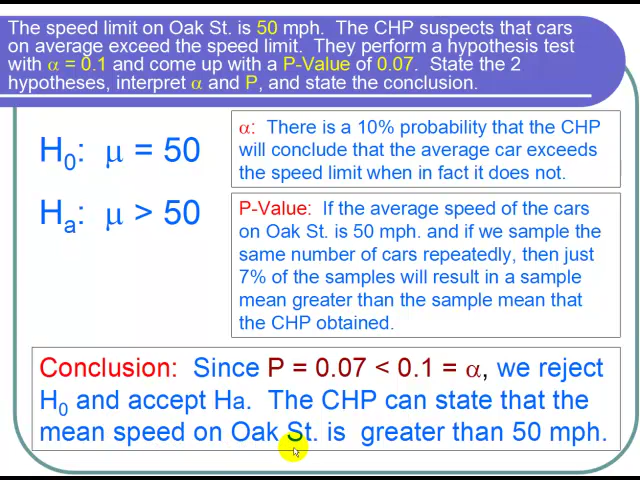 The speed limit on Oak St. is 50 mph.  The CHP suspects that cars
on average exceed the speed limit.  They perform a hypothesis test
with α = 0.1 and come up with a P-Value of 0.07.  State the 2
hypotheses, interpret α and P, and state the conclusion.
H₀:  μ = 50
Hₐ:  μ > 50
α:  There is a 10% probability that the CHP
will conclude that the average car exceeds
the speed limit when in fact it does not.
P-Value:  If the average speed of the cars
on Oak St. is 50 mph. and if we sample the
same number of cars repeatedly, then just
7% of the samples will result in a sample
mean greater than the sample mean that
the CHP obtained.
Conclusion:  Since P = 0.07 < 0.1 = α, we reject
H₀ and accept Ha.  The CHP can state that the
mean speed on Oak St. is  greater than 50 mph.